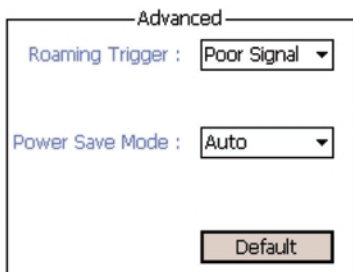 Advanced
Roaming Trigger : Poor Signal
Power Save Mode : Auto
Default